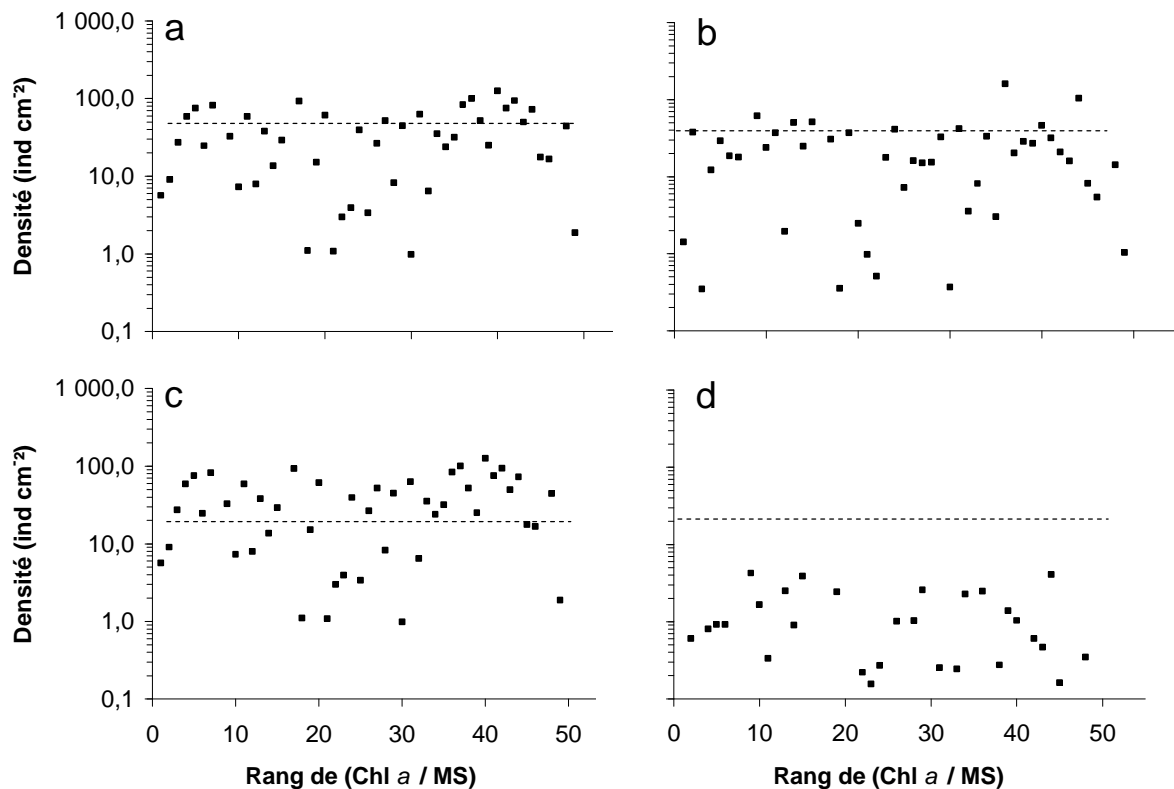 a
b
1 000,0
100,0
10,0
1,0
0,1
Densité (ind cm⁻²)
c
d
1 000,0
100,0
10,0
1,0
0,1
Densité (ind cm⁻²)
0 10 20 30 40 50
0 10 20 30 40 50
Rang de (Chl a / MS)
Rang de (Chl a / MS)